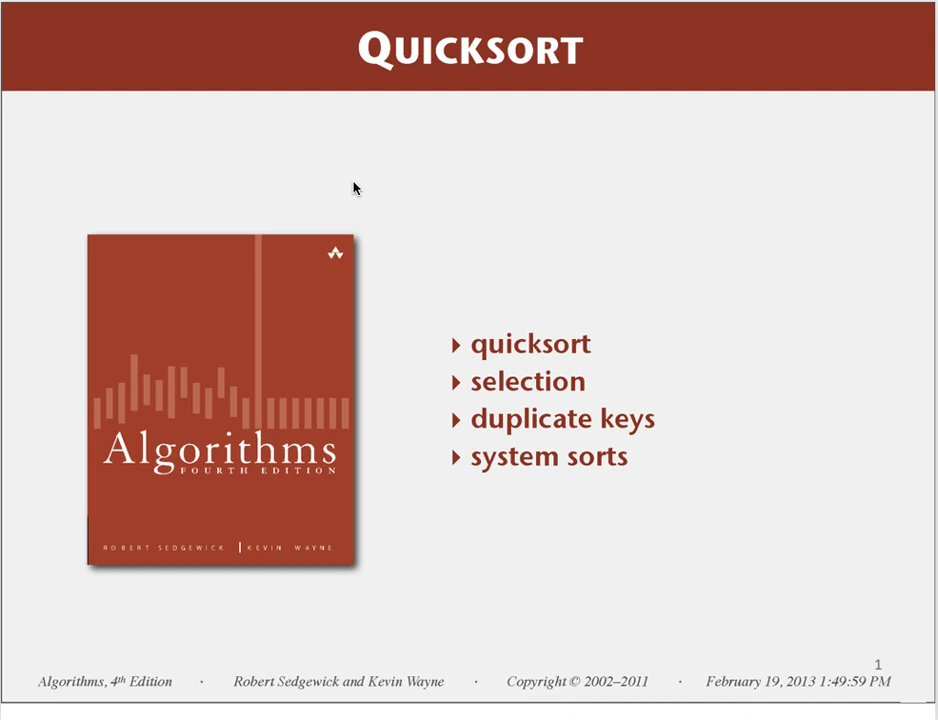 QUICKSORT
Algorithms
FOURTH EDITION
ROBERT SEDGEWICK | KEVIN WAYNE
‣ quicksort
‣ selection
‣ duplicate keys
‣ system sorts
1
Algorithms, 4th Edition · Robert Sedgewick and Kevin Wayne · Copyright © 2002–2011 · February 19, 2013 1:49:59 PM